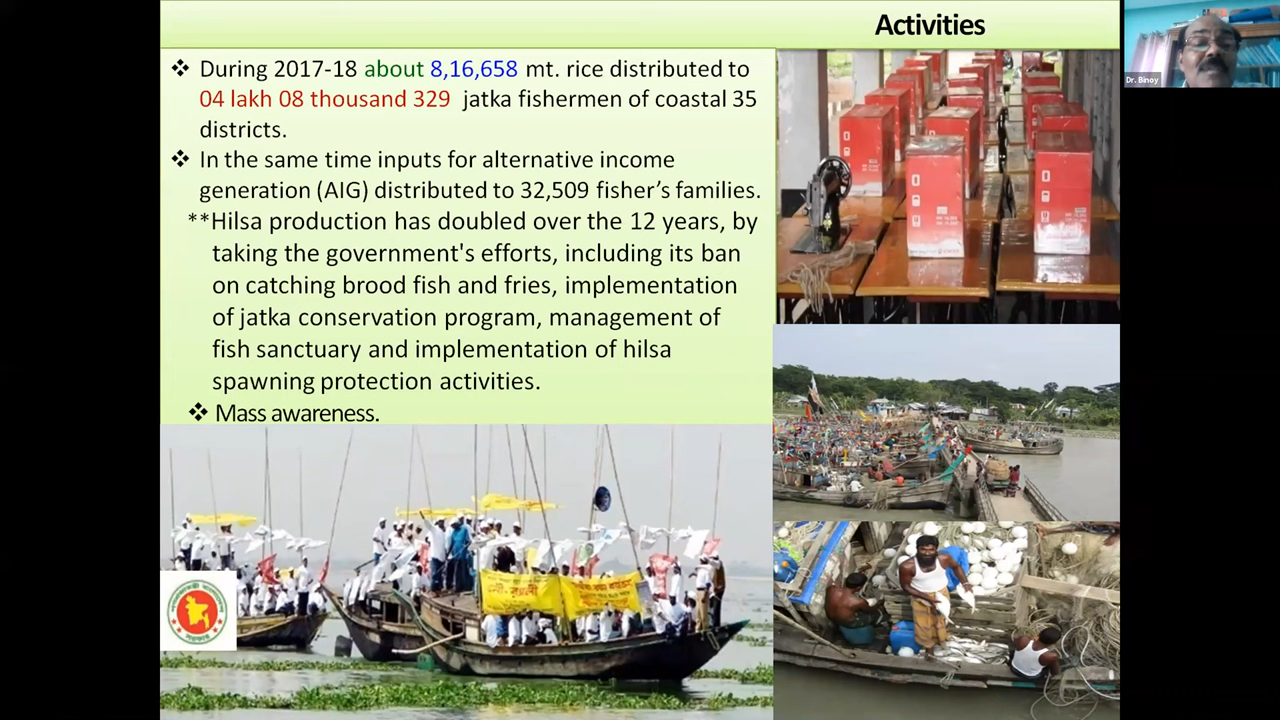 Activities
Dr. Binoy
❖ During 2017-18 about 8,16,658 mt. rice distributed to
04 lakh 08 thousand 329 jatka fishermen of coastal 35
districts.
❖ In the same time inputs for alternative income
generation (AIG) distributed to 32,509 fisher's families.
**Hilsa production has doubled over the 12 years, by
taking the government's efforts, including its ban
on catching brood fish and fries, implementation
of jatka conservation program, management of
fish sanctuary and implementation of hilsa
spawning protection activities.
❖ Mass awareness.